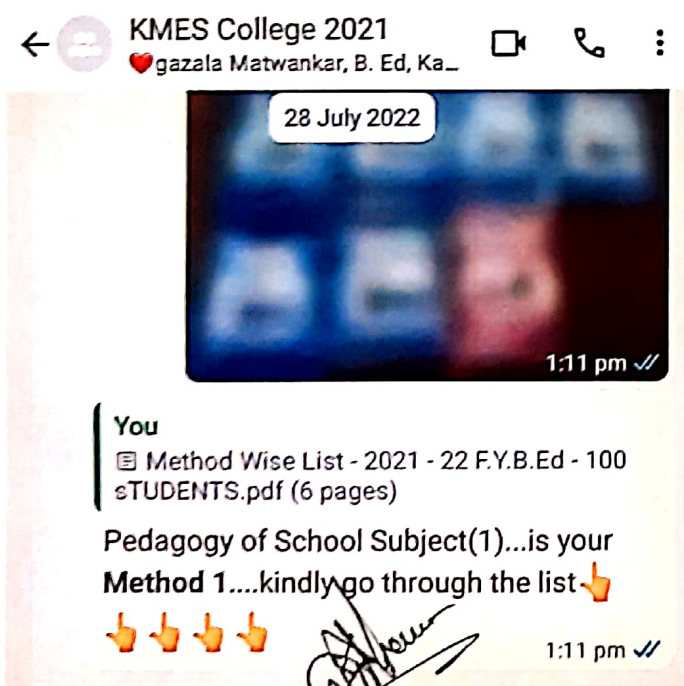 KMES College 2021
❤️gazala Matwankar, B. Ed, Ka...
28 July 2022
1:11 pm
You
Method Wise List - 2021 - 22 F.Y.B.Ed - 100
sTUDENTS.pdf (6 pages)
Pedagogy of School Subject(1)...is your
Method 1....kindly go through the list👆
👆👆👆👆
1:11 pm